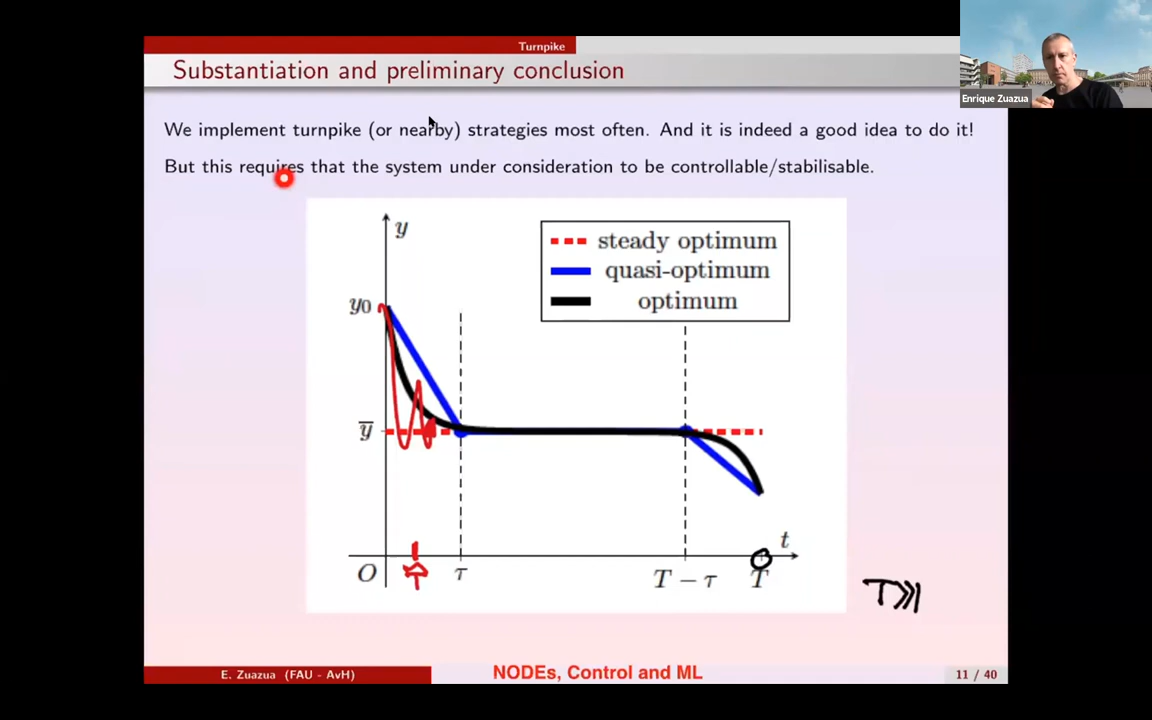 Turnpike
Substantiation and preliminary conclusion
Enrique Zuazua
We implement turnpike (or nearby) strategies most often. And it is indeed a good idea to do it!
But this requires that the system under consideration to be controllable/stabilisable.
y
steady optimum
quasi-optimum
optimum
y0
y̅
t
O
T
τ
T − τ
T
T>>1
E. Zuazua (FAU - AvH)
NODEs, Control and ML
11 / 40